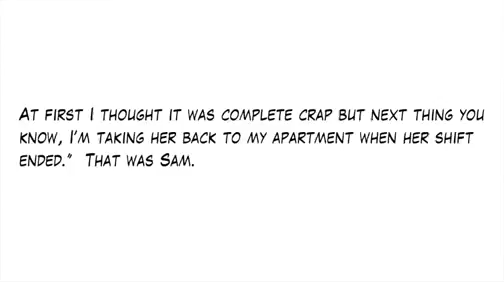 At first I thought it was complete crap but next thing you
know, I'm taking her back to my apartment when her shift
ended." That was Sam.